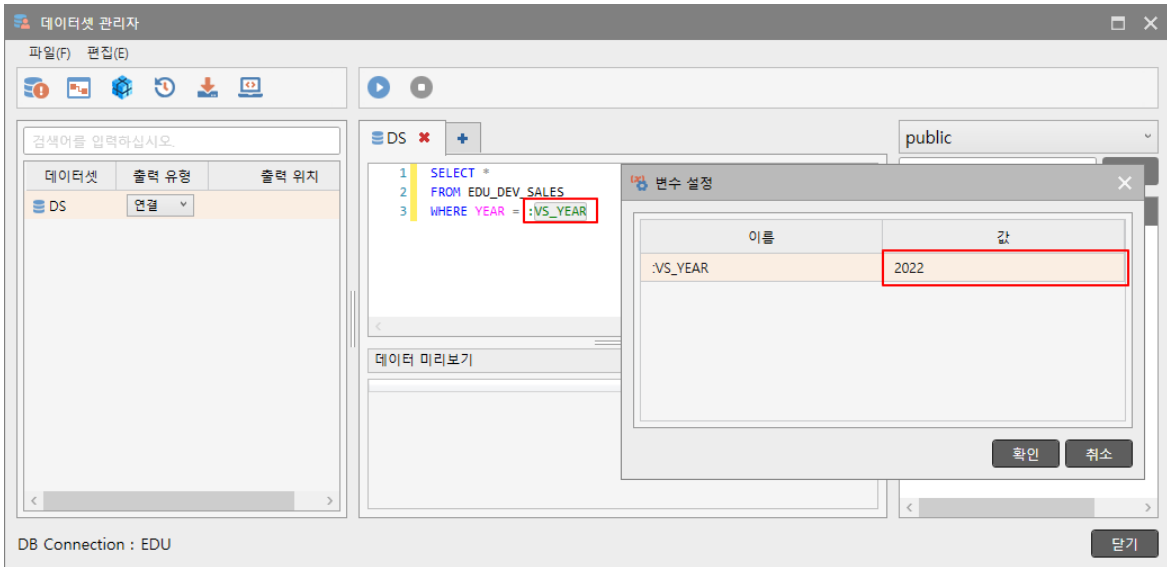 데이터셋 관리자
파일(F) 편집(E)
검색어를 입력하십시오.
데이터셋 출력 유형 출력 위치
DS 연결
DS
public
1 SELECT *
2 FROM EDU_DEV_SALES
3 WHERE YEAR = :VS_YEAR
데이터 미리보기
변수 설정
이름 값
:VS_YEAR 2022
확인 취소
DB Connection : EDU
닫기